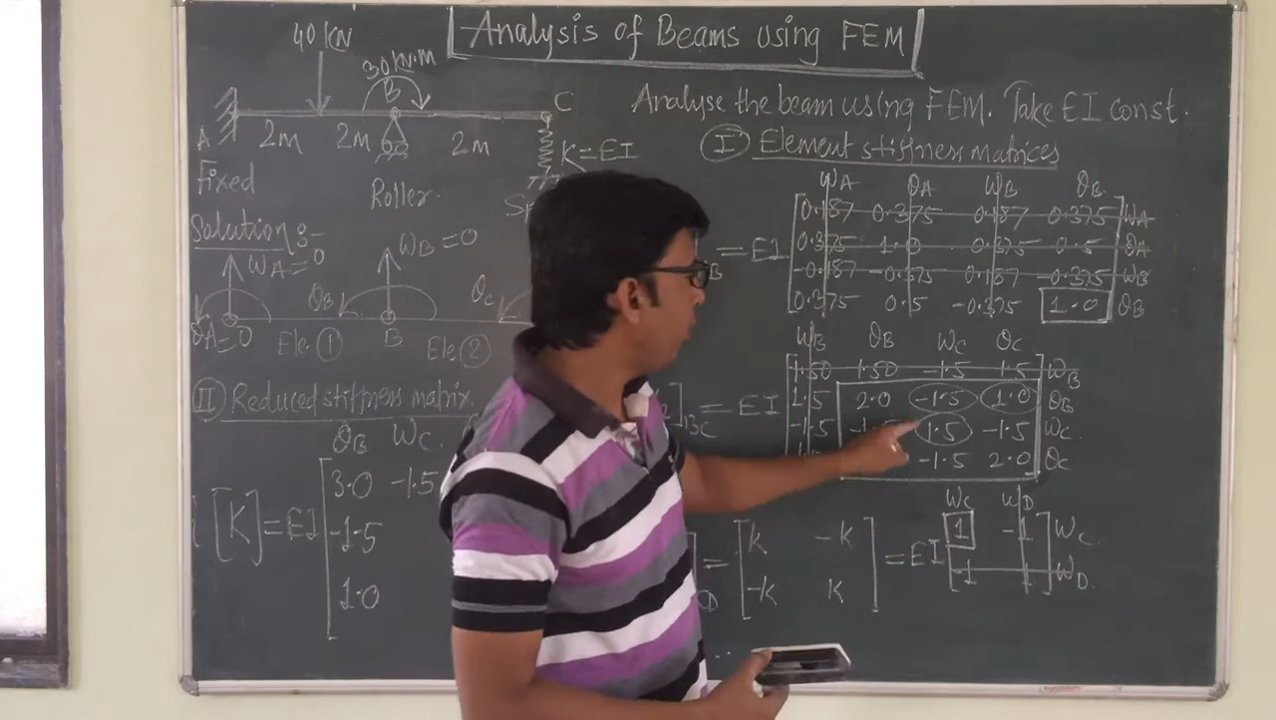 Analysis of Beams using FEM
40 kN
30 kN.m
B
C
A
2m 2m 2m
K=EI
Fixed
Roller
Analyse the beam using FEM. Take EI const.
I Element stiffness matrices
Solution :-
WA=0
WB=0
θA=0
θB
θc
Ele. 1
B
Ele 2
WA θA WB θB
= EI
0.187 0.375 0.187 0.375 WA
0.375 1.0 0.375 0.5 θA
-0.187 -0.375 0.187 -0.375 WB
0.375 0.5 -0.375 1.0 θB
WB θB Wc θc
= EI
1.50 1.50 -1.5 1.5 WB
1.5 2.0 -1.5 1.0 θB
-1.5 1.5 -1.5 Wc
-1.5 2.0 θc
II Reduced stiffness matrix.
θB Wc
[K]=EI
3.0 -1.5
-1.5
1.0
Wc WD
= K -K = EI 1 -1 Wc
-K K -1 1 WD